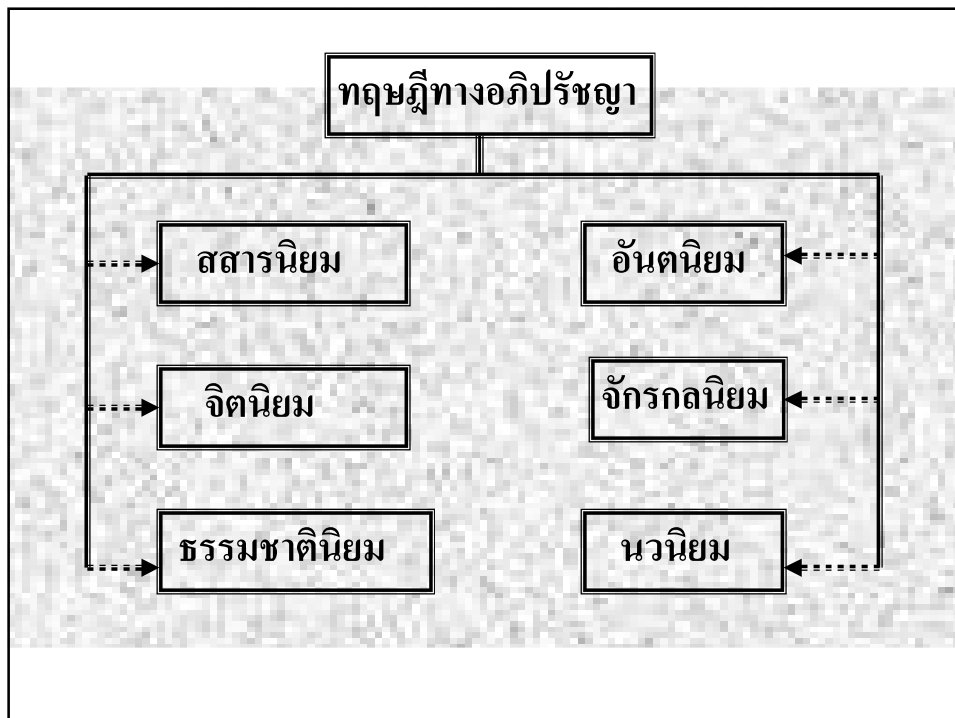 ทฤษฎีทางอภิปรัชญา
สสารนิยม
อันตนิยม
จิตนิยม
จักรกลนิยม
ธรรมชาตินิยม
นวนิยม